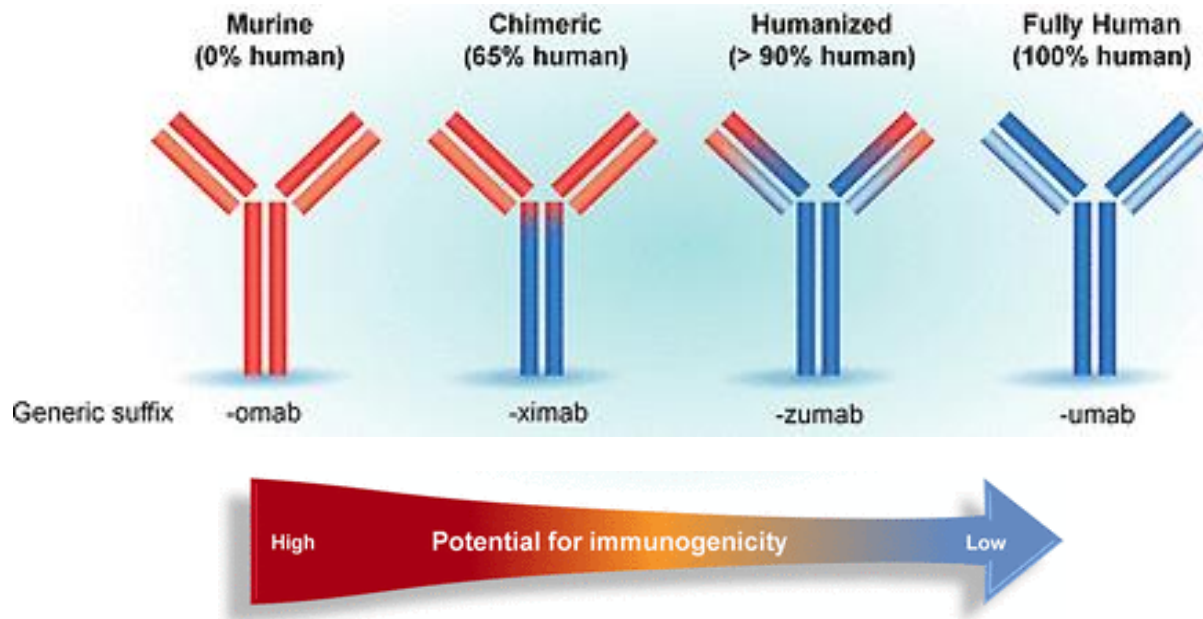 Murine
(0% human)
Chimeric
(65% human)
Humanized
(> 90% human)
Fully Human
(100% human)
Generic suffix
-omab
-ximab
-zumab
-umab
High
Potential for immunogenicity
Low